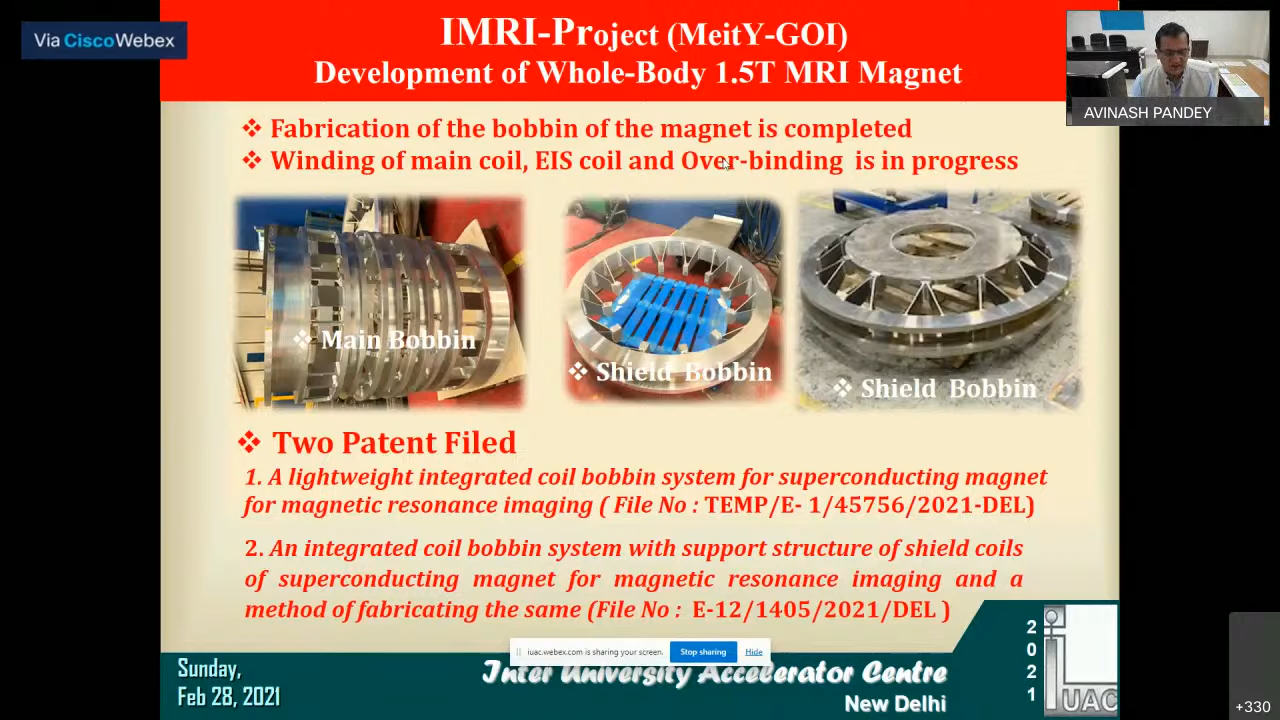 Via Cisco Webex
IMRI-Project (MeitY-GOI)
Development of Whole-Body 1.5T MRI Magnet
AVINASH PANDEY
❖ Fabrication of the bobbin of the magnet is completed
❖ Winding of main coil, EIS coil and Over-binding is in progress
❖ Main Bobbin
❖ Shield Bobbin
❖ Shield Bobbin
❖ Two Patent Filed
1. A lightweight integrated coil bobbin system for superconducting magnet
for magnetic resonance imaging ( File No : TEMP/E- 1/45756/2021-DEL)
2. An integrated coil bobbin system with support structure of shield coils
of superconducting magnet for magnetic resonance imaging and a
method of fabricating the same (File No : E-12/1405/2021/DEL )
iuac.webex.com is sharing your screen.
Stop sharing
Hide
Sunday,
Feb 28, 2021
Inter University Accelerator Centre
New Delhi
2021
IUAC
+330